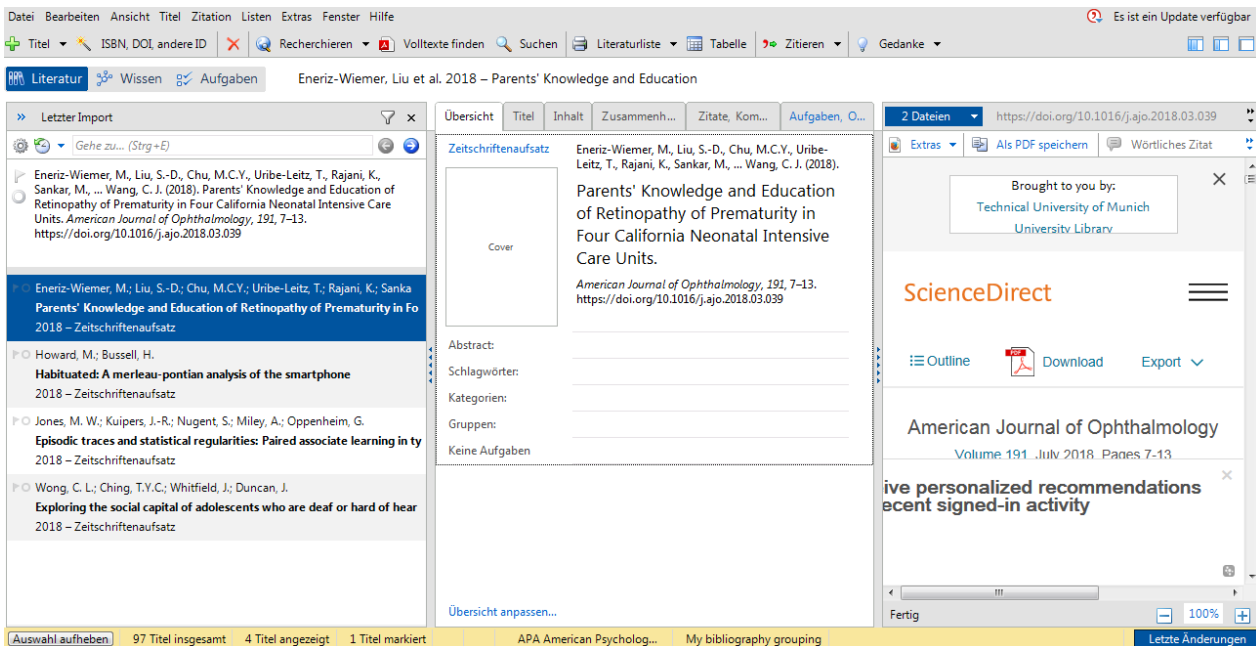 Datei Bearbeiten Ansicht Titel Zitation Listen Extras Fenster Hilfe
Es ist ein Update verfügbar
Titel ISBN, DOI, andere ID Recherchieren Volltexte finden Suchen Literaturliste Tabelle Zitieren Gedanke
Literatur Wissen Aufgaben Eneriz-Wiemer, Liu et al. 2018 – Parents' Knowledge and Education
Letzter Import
Gehe zu... (Strg+E)
Eneriz-Wiemer, M., Liu, S.-D., Chu, M.C.Y., Uribe-Leitz, T., Rajani, K.,
Sankar, M., ... Wang, C. J. (2018). Parents' Knowledge and Education of
Retinopathy of Prematurity in Four California Neonatal Intensive Care
Units. American Journal of Ophthalmology, 191, 7–13.
https://doi.org/10.1016/j.ajo.2018.03.039
Eneriz-Wiemer, M.; Liu, S.-D.; Chu, M.C.Y.; Uribe-Leitz, T.; Rajani, K.; Sanka
Parents' Knowledge and Education of Retinopathy of Prematurity in Fo
2018 – Zeitschriftenaufsatz
Howard, M.; Bussell, H.
Habituated: A merleau-pontian analysis of the smartphone
2018 – Zeitschriftenaufsatz
Jones, M. W.; Kuipers, J.-R.; Nugent, S.; Miley, A.; Oppenheim, G.
Episodic traces and statistical regularities: Paired associate learning in ty
2018 – Zeitschriftenaufsatz
Wong, C. L.; Ching, T.Y.C.; Whitfield, J.; Duncan, J.
Exploring the social capital of adolescents who are deaf or hard of hear
2018 – Zeitschriftenaufsatz
Übersicht Titel Inhalt Zusammenh... Zitate, Kom... Aufgaben, O...
Zeitschriftenaufsatz
Eneriz-Wiemer, M., Liu, S.-D., Chu, M.C.Y., Uribe-
Leitz, T., Rajani, K., Sankar, M., ... Wang, C. J. (2018).
Parents' Knowledge and Education
of Retinopathy of Prematurity in
Four California Neonatal Intensive
Care Units.
Cover
American Journal of Ophthalmology, 191, 7–13.
https://doi.org/10.1016/j.ajo.2018.03.039
Abstract:
Schlagwörter:
Kategorien:
Gruppen:
Keine Aufgaben
Übersicht anpassen...
2 Dateien https://doi.org/10.1016/j.ajo.2018.03.039
Extras Als PDF speichern Wörtliches Zitat
Brought to you by:
Technical University of Munich
University Library
ScienceDirect
Outline PDF Download Export
American Journal of Ophthalmology
Volume 191, July 2018, Pages 7-13
ive personalized recommendations
ecent signed-in activity
Fertig 100%
Auswahl aufheben 97 Titel insgesamt 4 Titel angezeigt 1 Titel markiert APA American Psycholog... My bibliography grouping Letzte Änderungen